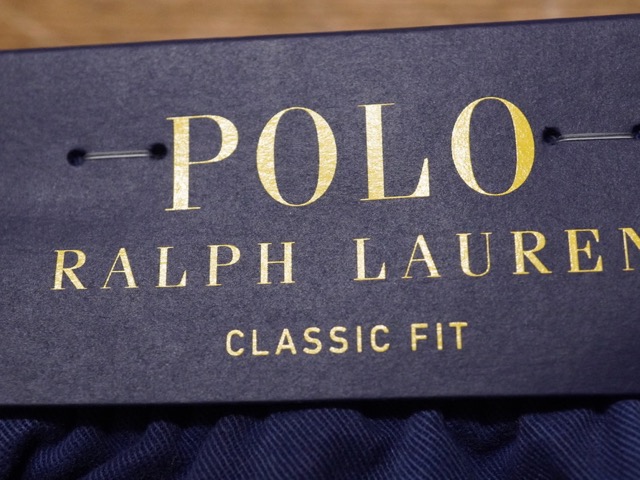 POLO
RALPH LAUREN
CLASSIC FIT